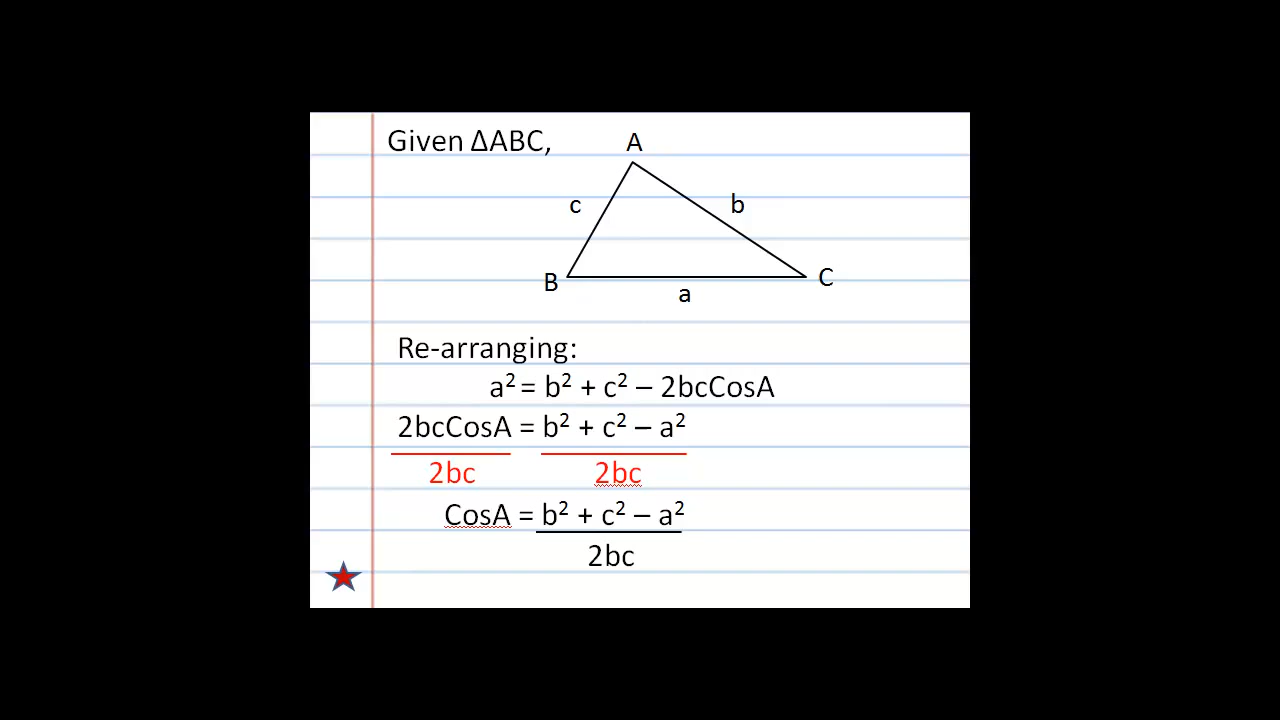 Given ΔABC,
A
c
b
B
C
a
Re-arranging:
a² = b² + c² – 2bcCosA
2bcCosA = b² + c² – a²
2bc 2bc
CosA = b² + c² – a²
2bc